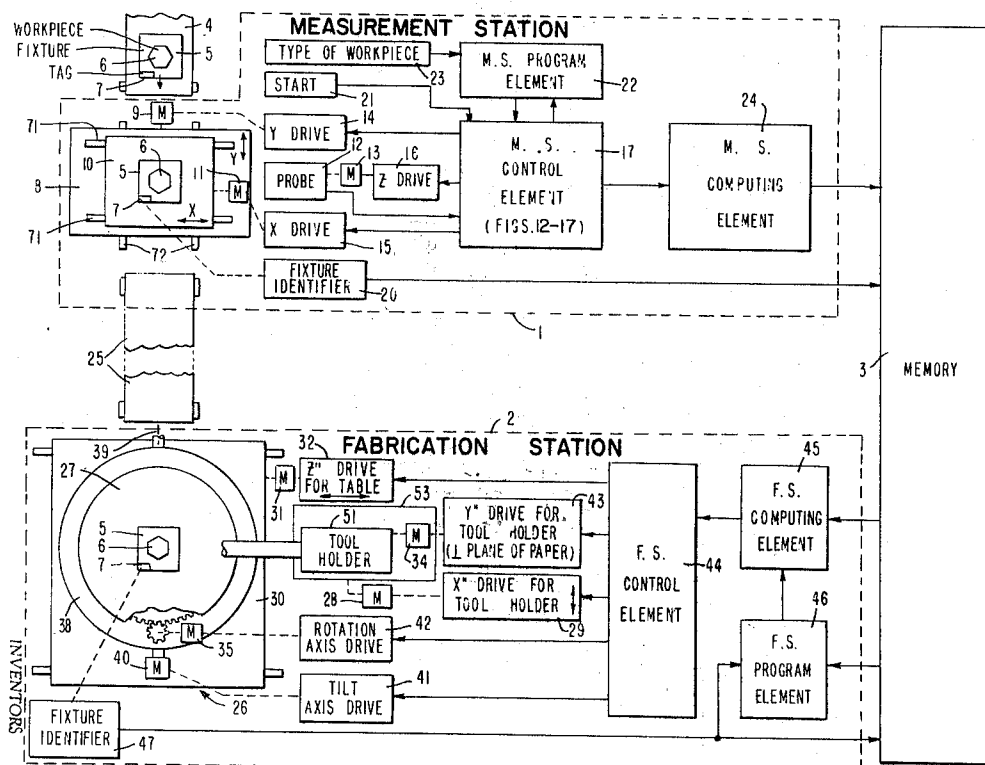 MEASUREMENT STATION
WORKPIECE
FIXTURE
TAG
4
5
6
7
TYPE OF WORKPIECE
23
START
21
M.S. PROGRAM
ELEMENT
22
9
M
14
Y DRIVE
12
PROBE
13
M
16
Z DRIVE
X DRIVE
15
FIXTURE
IDENTIFIER
20
M. S.
CONTROL
ELEMENT
(FIGS.12-17)
17
24
M. S.
COMPUTING
ELEMENT
71
10
Y
6
11
8
5
M
7
X
71
72
1
25
3
MEMORY
2
FABRICATION STATION
39
27
32
Z" DRIVE
FOR TABLE
M
31
53
51
TOOL
HOLDER
M
34
43
Y" DRIVE FOR
TOOL HOLDER
(⊥ PLANE OF PAPER)
28
M
X" DRIVE FOR
TOOL HOLDER
29
5
6
7
38
30
M
35
40
M
26
ROTATION
AXIS DRIVE
42
TILT
AXIS DRIVE
41
F. S.
CONTROL
ELEMENT
44
45
F. S.
COMPUTING
ELEMENT
46
F.S.
PROGRAM
ELEMENT
INVENTORS
FIXTURE
IDENTIFIER
47